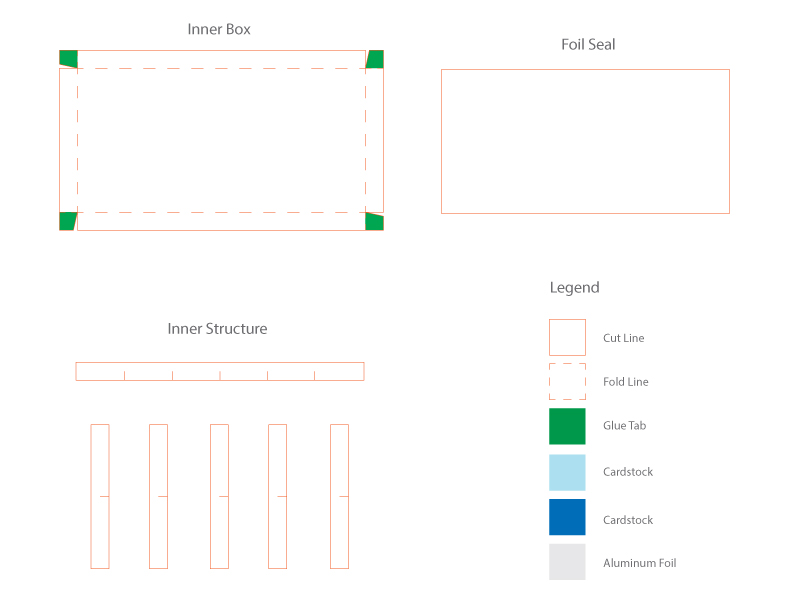 Inner Box
Foil Seal
Legend
Inner Structure
Cut Line
Fold Line
Glue Tab
Cardstock
Cardstock
Aluminum Foil